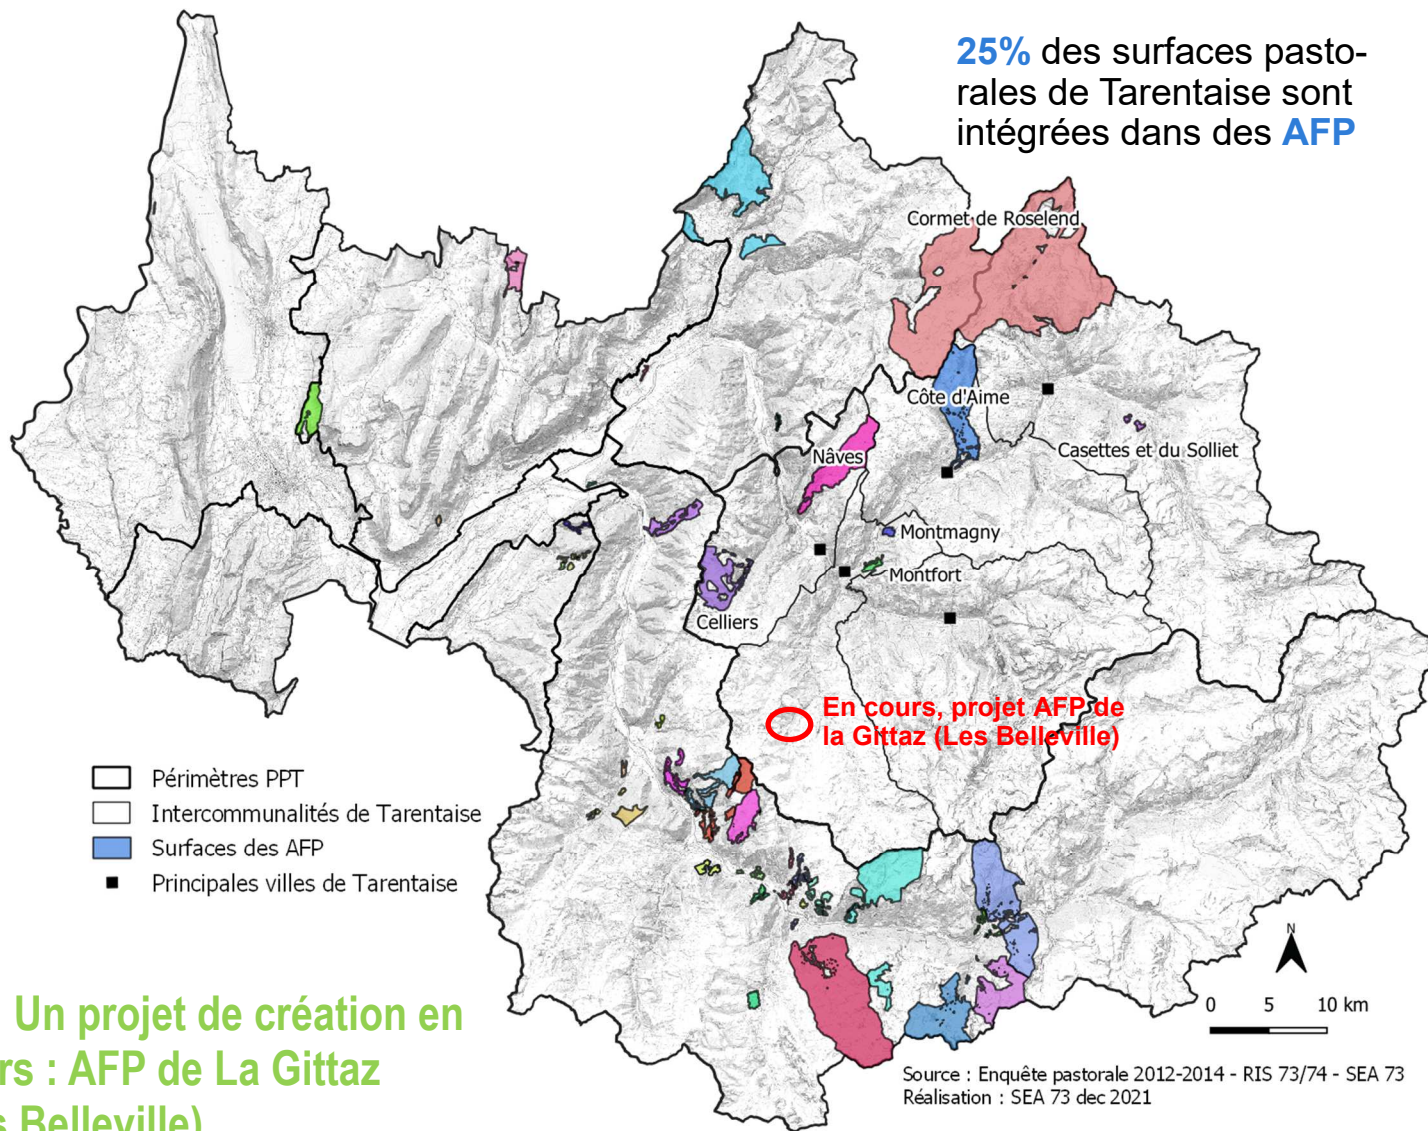 25% des surfaces pasto-
rales de Tarentaise sont
intégrées dans des AFP
Cormet de Roselend
Côte d'Aime
Casettes et du Solliet
Nâves
Montmagny
Montfort
Celliers
En cours, projet AFP de
la Gittaz (Les Belleville)
Périmètres PPT
Intercommunalités de Tarentaise
Surfaces des AFP
Principales villes de Tarentaise
N
0 5 10 km
Un projet de création en
rs : AFP de La Gittaz
s Belleville)
Source : Enquête pastorale 2012-2014 - RIS 73/74 - SEA 73
Réalisation : SEA 73 dec 2021